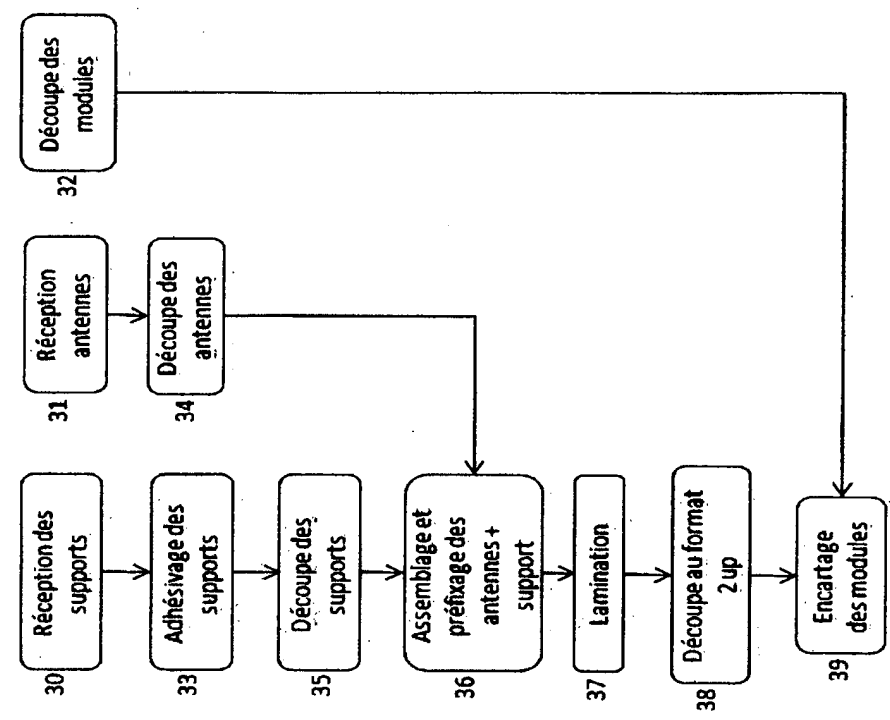 Réception des
supports
30
Adhésivage des
supports
33
Découpe des
supports
35
Assemblage et
préfixage des
antennes +
support
36
Lamination
37
Découpe au format
2 up
38
Encartage
des modules
39
Réception
antennes
31
Découpe des
antennes
34
Découpe des
modules
32